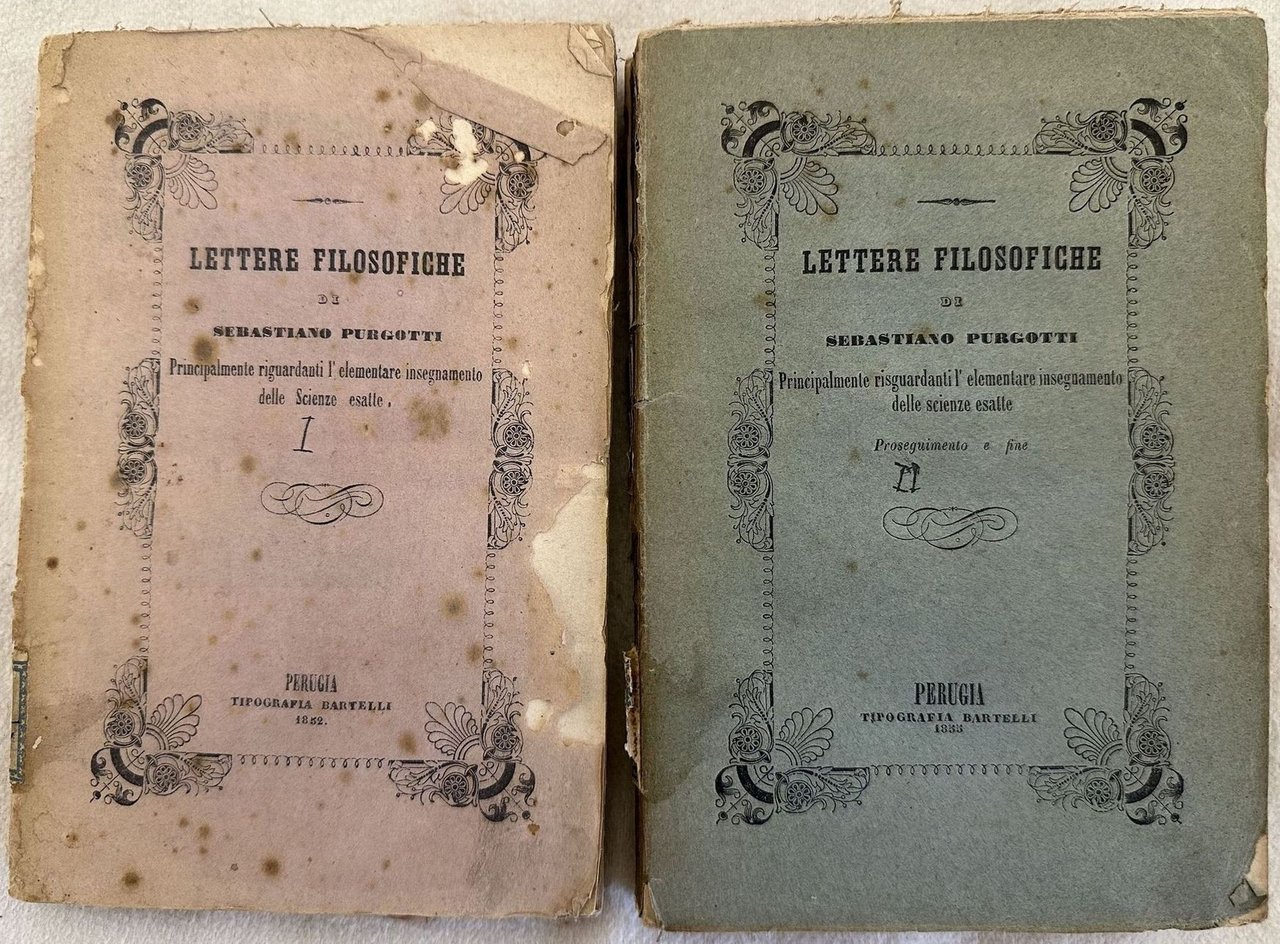 LETTERE FILOSOFICHE
DI
SEBASTIANO PURGOTTI
Principalmente riguardanti l' elementare insegnamento
delle Scienze esatte.
I
PERUGIA
TIPOGRAFIA BARTELLI
1852.
LETTERE FILOSOFICHE
DI
SEBASTIANO PURGOTTI
Principalmente risguardanti l' elementare insegnamento
delle scienze esatte
Proseguimento e fine
II
PERUGIA
TIPOGRAFIA BARTELLI
1853